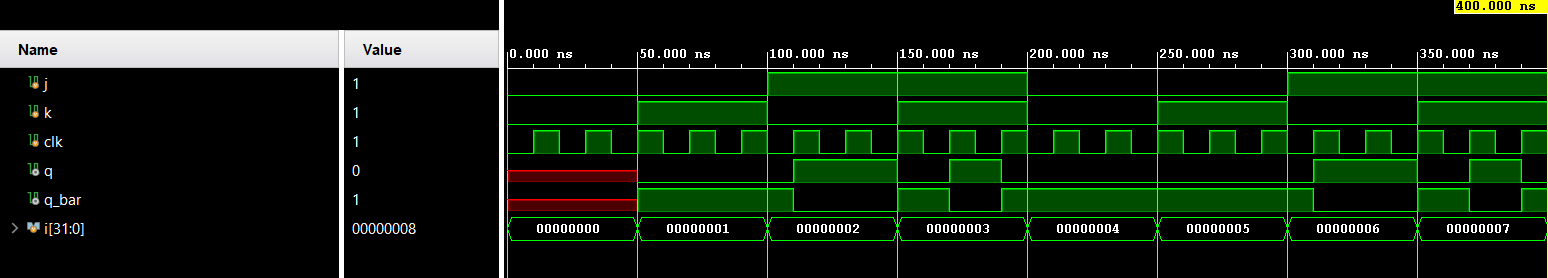 400.000 ns
Name Value
0.000 ns 50.000 ns 100.000 ns 150.000 ns 200.000 ns 250.000 ns 300.000 ns 350.000 ns
j 1
k 1
clk 1
q 0
q_bar 1
i[31:0] 00000008 00000000 00000001 00000002 00000003 00000004 00000005 00000006 00000007